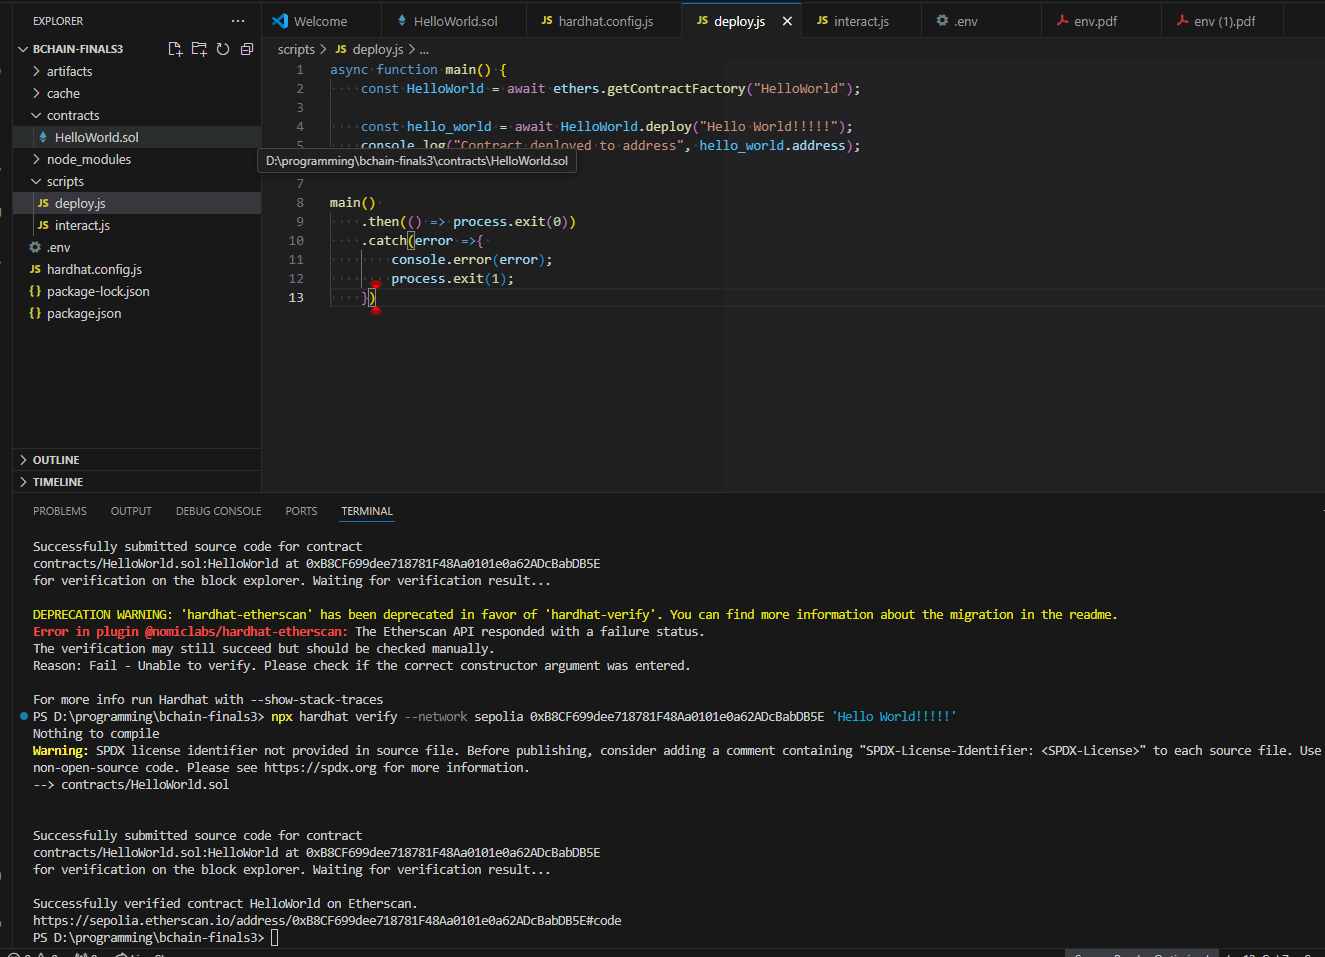 EXPLORER
Welcome
HelloWorld.sol
JS hardhat.config.js
JS deploy.js
JS interact.js
.env
env.pdf
env (1).pdf
BCHAIN-FINALS3
artifacts
cache
contracts
HelloWorld.sol
node_modules
scripts
JS deploy.js
JS interact.js
.env
JS hardhat.config.js
{} package-lock.json
{} package.json
OUTLINE
TIMELINE
scripts > JS deploy.js > ...
1 async function main() {
2 const HelloWorld = await ethers.getContractFactory("HelloWorld");
3
4 const hello_world = await HelloWorld.deploy("Hello World!!!!!");
5 console.log("Contract deployed to address", hello_world.address);
D:\programming\bchain-finals3\contracts\HelloWorld.sol
7
8 main()
9 .then(() => process.exit(0))
10 .catch(error =>{
11 console.error(error);
12 process.exit(1);
13 })
PROBLEMS OUTPUT DEBUG CONSOLE PORTS TERMINAL
Successfully submitted source code for contract
contracts/HelloWorld.sol:HelloWorld at 0xB8CF699dee718781F48Aa0101e0a62ADcBabDB5E
for verification on the block explorer. Waiting for verification result...
DEPRECATION WARNING: 'hardhat-etherscan' has been deprecated in favor of 'hardhat-verify'. You can find more information about the migration in the readme.
Error in plugin @nomiclabs/hardhat-etherscan: The Etherscan API responded with a failure status.
The verification may still succeed but should be checked manually.
Reason: Fail - Unable to verify. Please check if the correct constructor argument was entered.
For more info run Hardhat with --show-stack-traces
PS D:\programming\bchain-finals3> npx hardhat verify --network sepolia 0xB8CF699dee718781F48Aa0101e0a62ADcBabDB5E 'Hello World!!!!!'
Nothing to compile
Warning: SPDX license identifier not provided in source file. Before publishing, consider adding a comment containing "SPDX-License-Identifier: <SPDX-License>" to each source file. Use
non-open-source code. Please see https://spdx.org for more information.
--> contracts/HelloWorld.sol
Successfully submitted source code for contract
contracts/HelloWorld.sol:HelloWorld at 0xB8CF699dee718781F48Aa0101e0a62ADcBabDB5E
for verification on the block explorer. Waiting for verification result...
Successfully verified contract HelloWorld on Etherscan.
https://sepolia.etherscan.io/address/0xB8CF699dee718781F48Aa0101e0a62ADcBabDB5E#code
PS D:\programming\bchain-finals3>